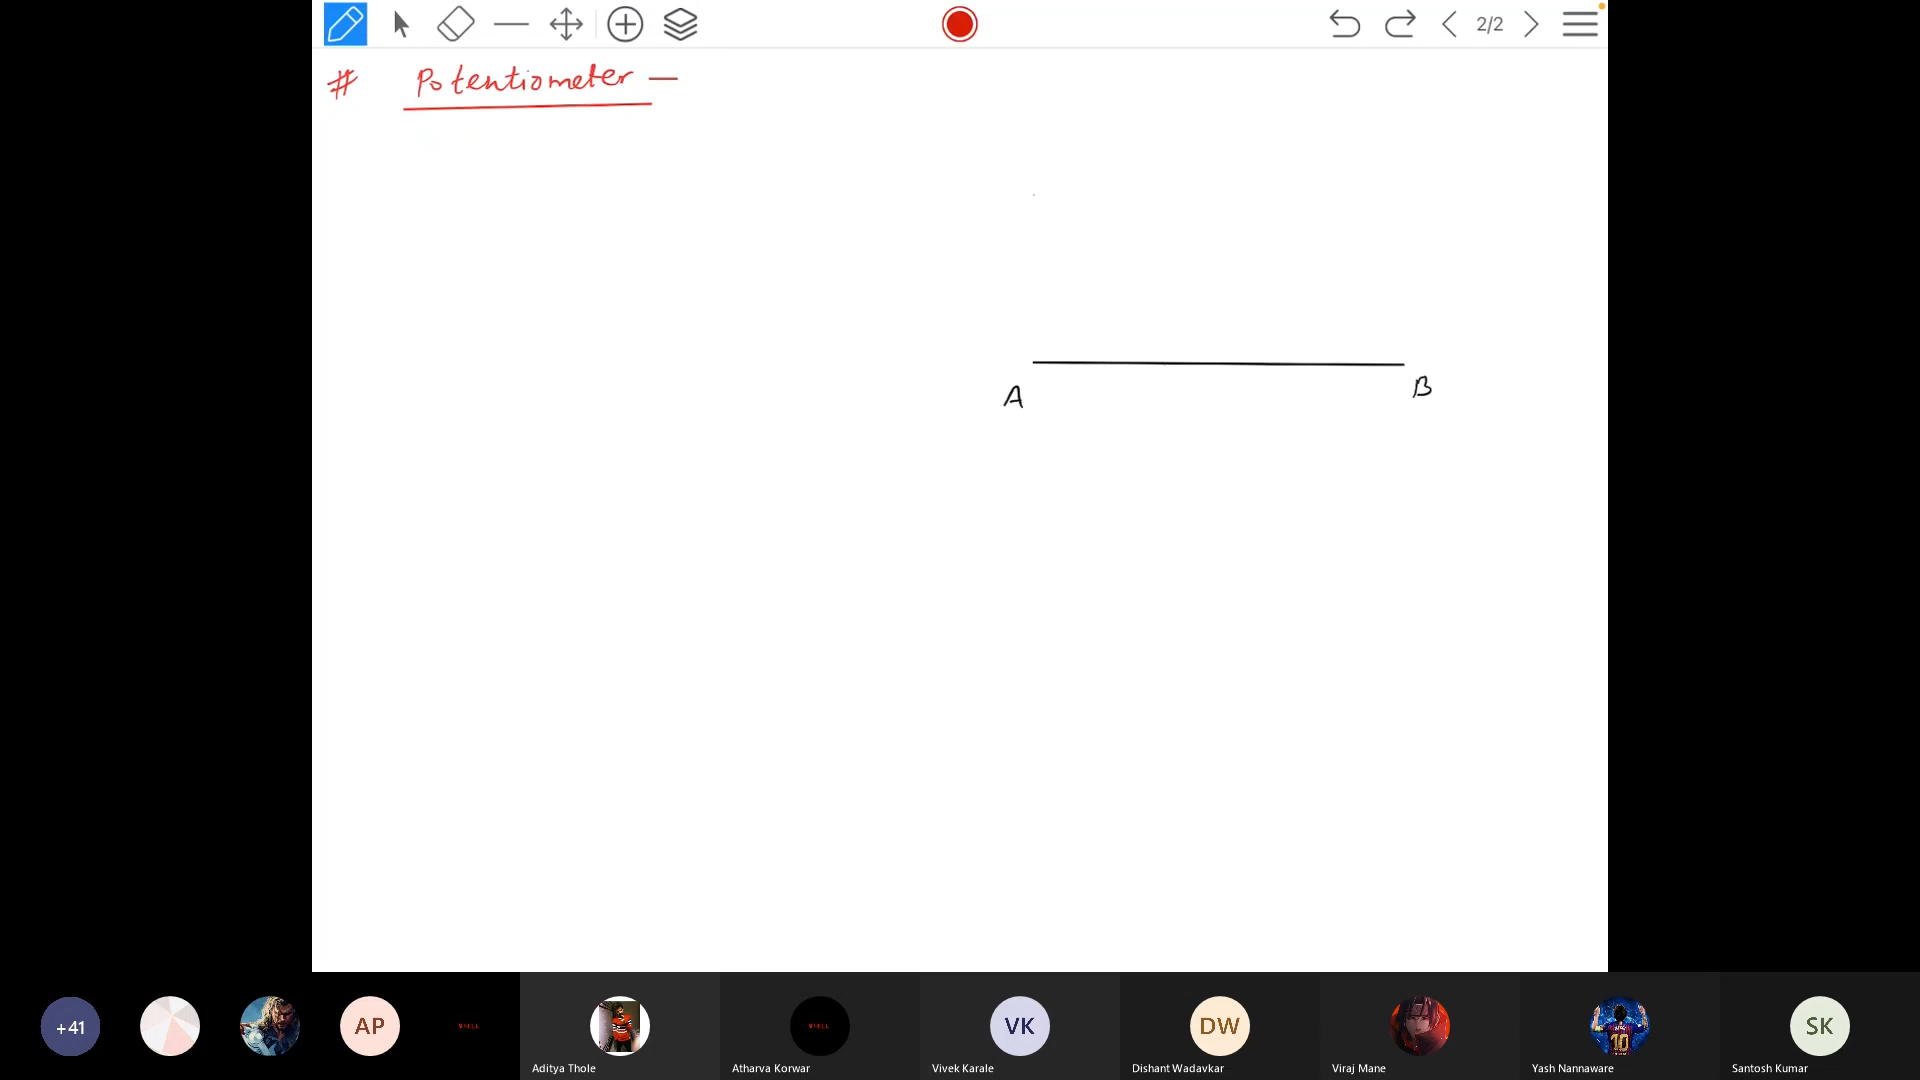 2/2
# Potentiometer —
A
B
+41
AP
VK
DW
10
SK
Aditya Thole
Atharva Korwar
Vivek Karale
Dishant Wadavkar
Viraj Mane
Yash Nannaware
Santosh Kumar